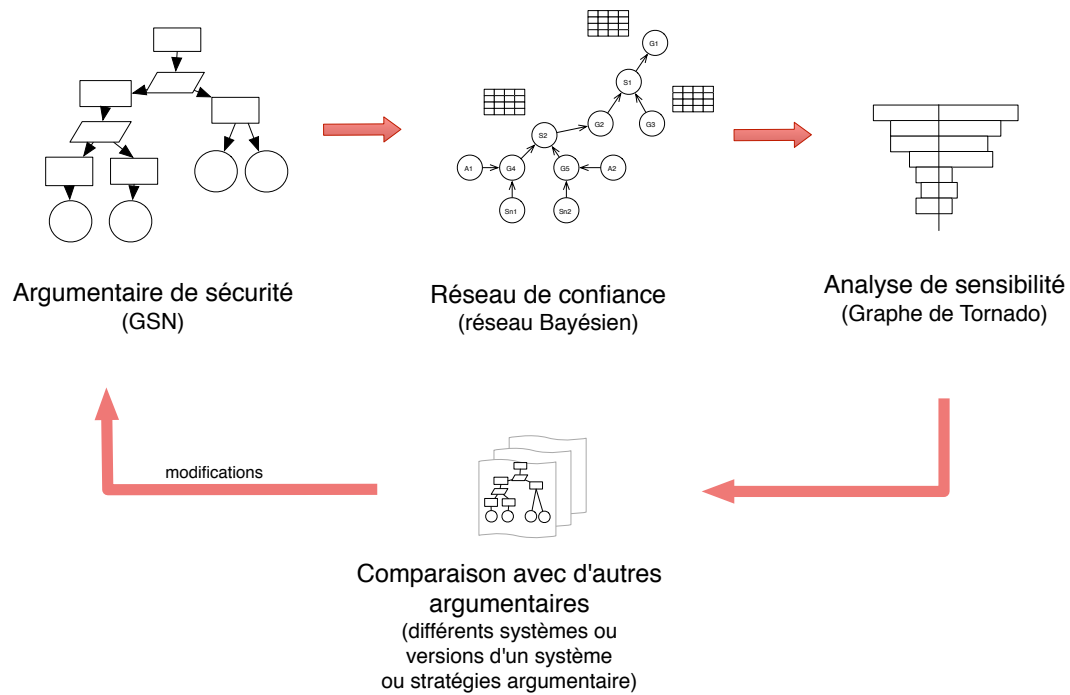 G1
S1
G2
G3
S2
A1
G4
G5
A2
Sn1
Sn2
Argumentaire de sécurité
(GSN)
Réseau de confiance
(réseau Bayésien)
Analyse de sensibilité
(Graphe de Tornado)
modifications
Comparaison avec d'autres
argumentaires
(différents systèmes ou
versions d'un système
ou stratégies argumentaire)